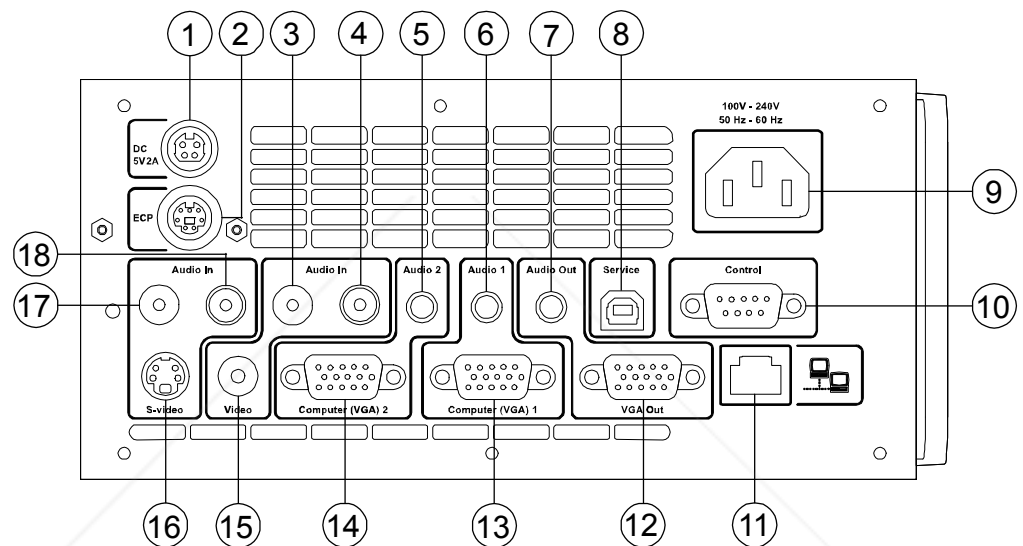 1 2 3 4 5 6 7 8
100V - 240V
50 Hz - 60 Hz
DC
5V2A
9
ECP
18
Audio In Audio In Audio 2 Audio 1 Audio Out Service Control
17
10
S-video Video Computer (VGA) 2 Computer (VGA) 1 VGA Out
16 15 14 13 12 11